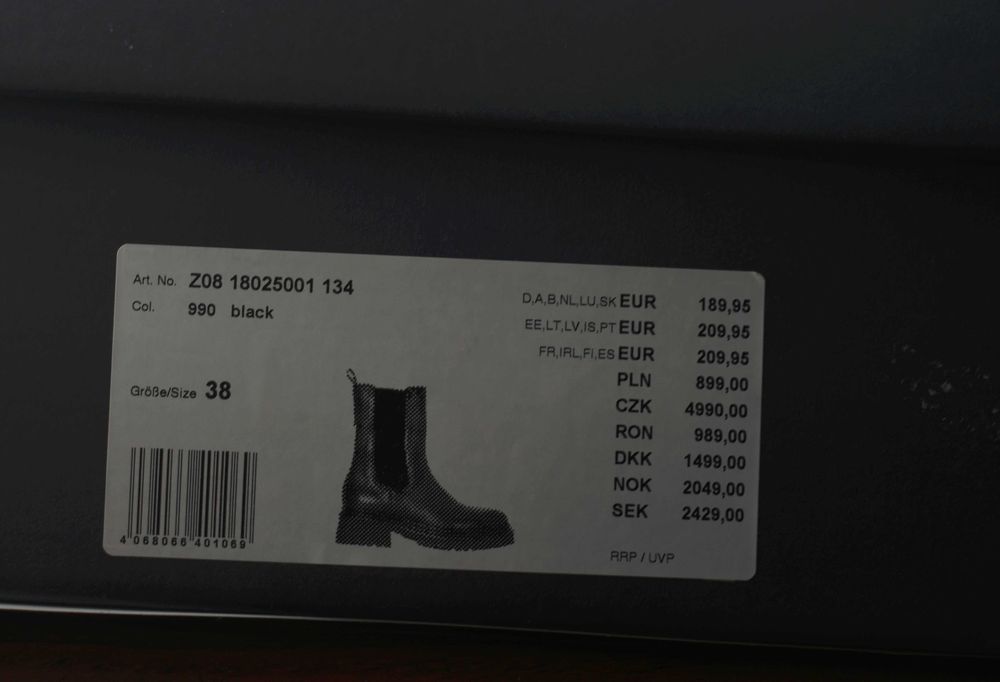 Art. No. Z08 18025001 134
Col. 990 black
Größe/Size 38
4 068066 401069
D,A,B,NL,LU,SK EUR 189,95
EE,LT,LV,IS,PT EUR 209,95
FR,IRL,FI,ES EUR 209,95
PLN 899,00
CZK 4990,00
RON 989,00
DKK 1499,00
NOK 2049,00
SEK 2429,00
RRP / UVP